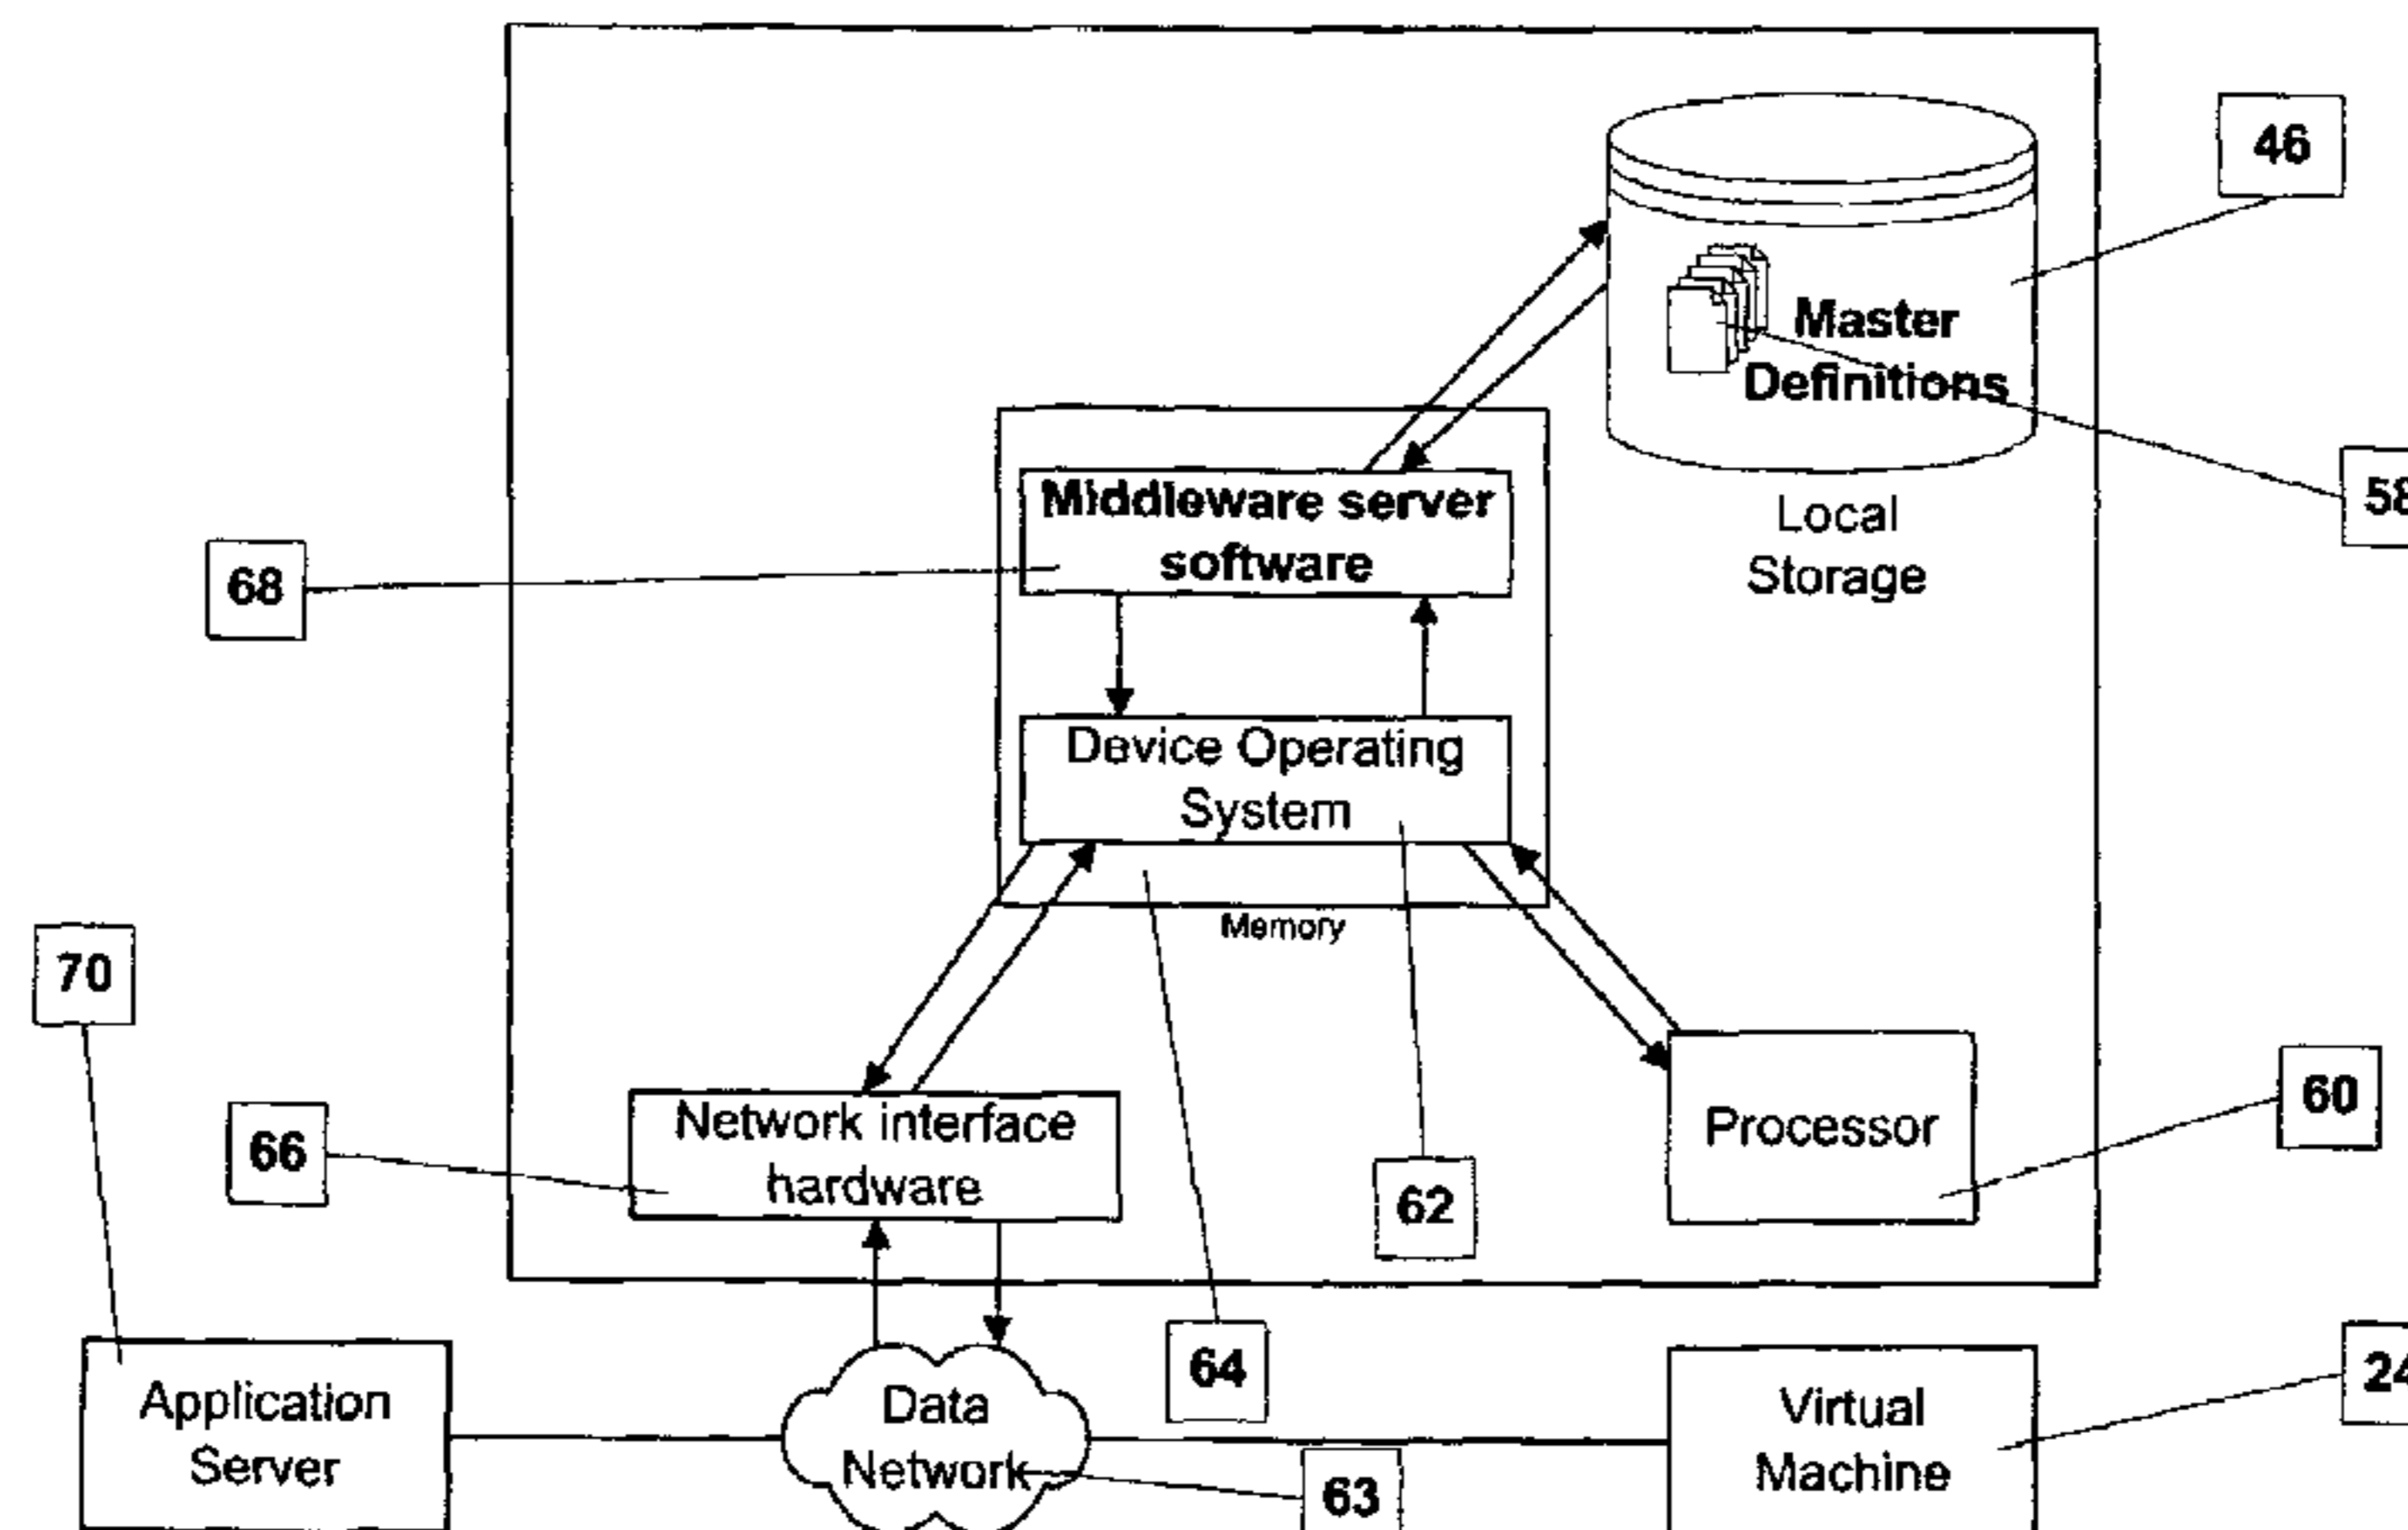 46
Master
Definitions
58
Local
Storage
Middleware server
software
68
Device Operating
System
Memory
70
Network interface
hardware
66
Processor
60
62
64
Application
Server
Data
Network
63
Virtual
Machine
24